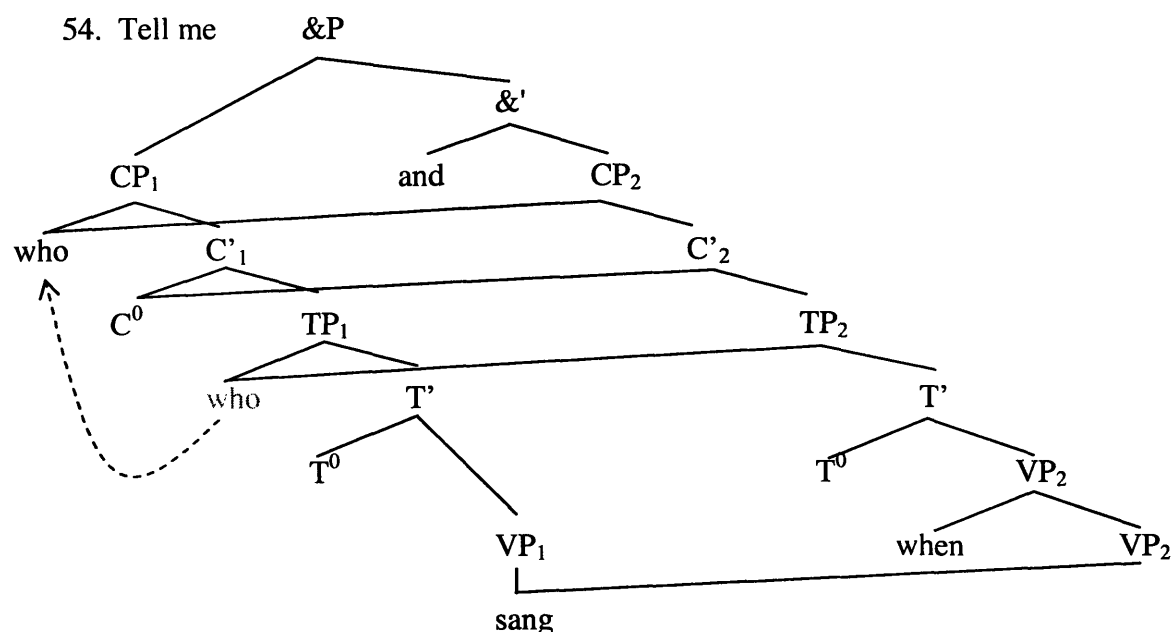 54. Tell me &P
&'
CP₁ and CP₂
who C'₁ C'₂
C⁰ TP₁ TP₂
who T' T'
T⁰ T⁰ VP₂
VP₁ when VP₂
sang